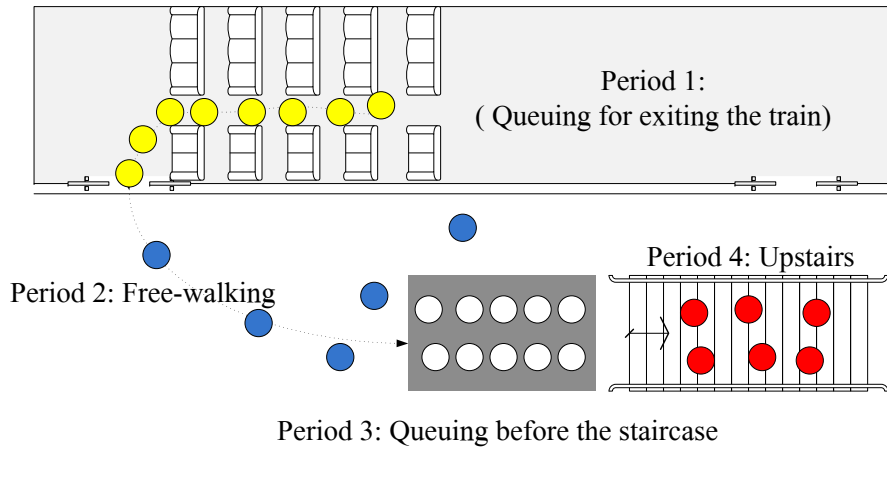 Period 1:
( Queuing for exiting the train)
Period 4: Upstairs
Period 2: Free-walking
Period 3: Queuing before the staircase